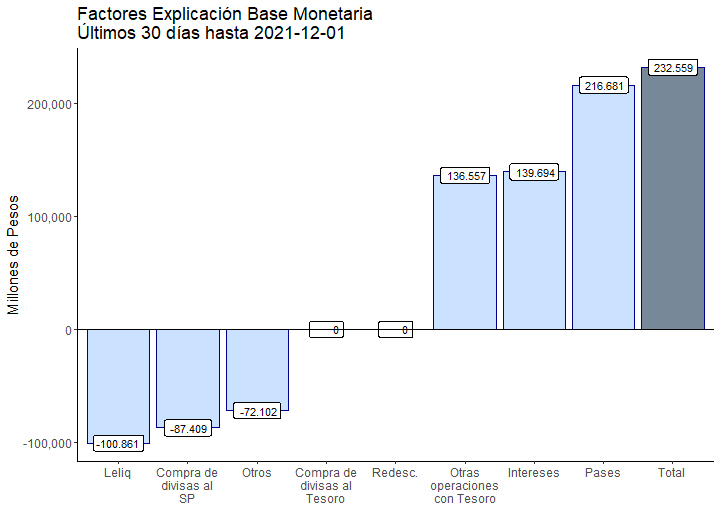 Factores Explicación Base Monetaria
Últimos 30 días hasta 2021-12-01
Millones de Pesos
200,000
100,000
0
-100,000
-100.861
-87.409
-72.102
0
0
136.557
139.694
216.681
232.559
Leliq
Compra de
divisas al
SP
Otros
Compra de
divisas al
Tesoro
Redesc.
Otras
operaciones
con Tesoro
Intereses
Pases
Total